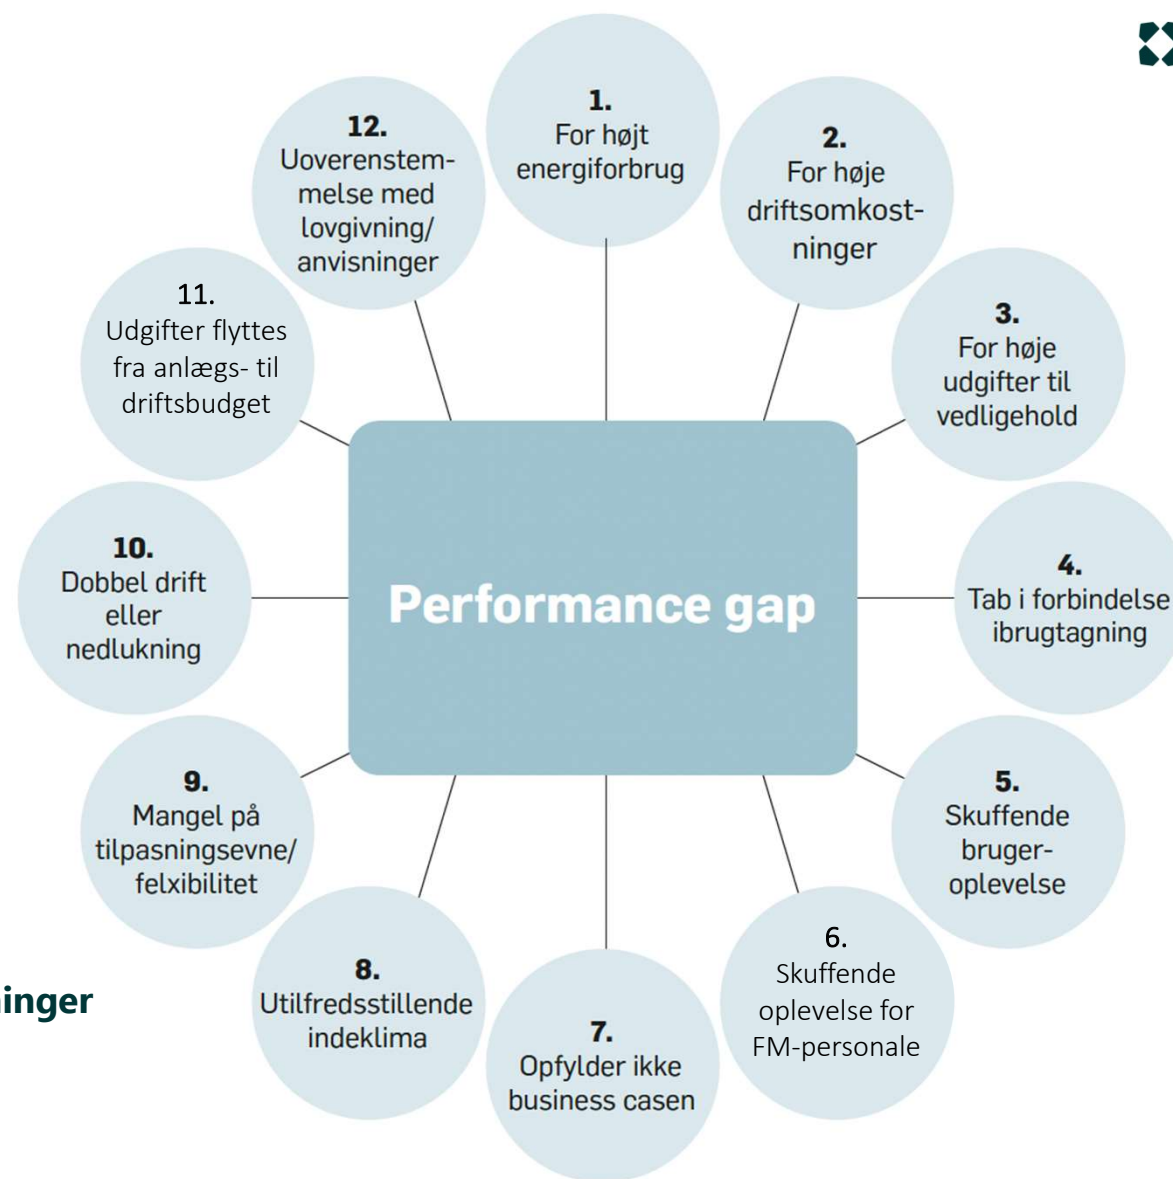 1.
For højt
energiforbrug
2.
For høje
driftsomkost-
ninger
3.
For høje
udgifter til
vedligehold
4.
Tab i forbindelse
ibrugtagning
5.
Skuffende
bruger-
oplevelse
6.
Skuffende
oplevelse for
FM-personale
7.
Opfylder ikke
business casen
8.
Utilfredsstillende
indeklima
9.
Mangel på
tilpasningsevne/
felxibilitet
10.
Dobbel drift
eller
nedlukning
11.
Udgifter flyttes
fra anlægs- til
driftsbudget
12.
Uoverenstem-
melse med
lovgivning/
anvisninger
Performance gap